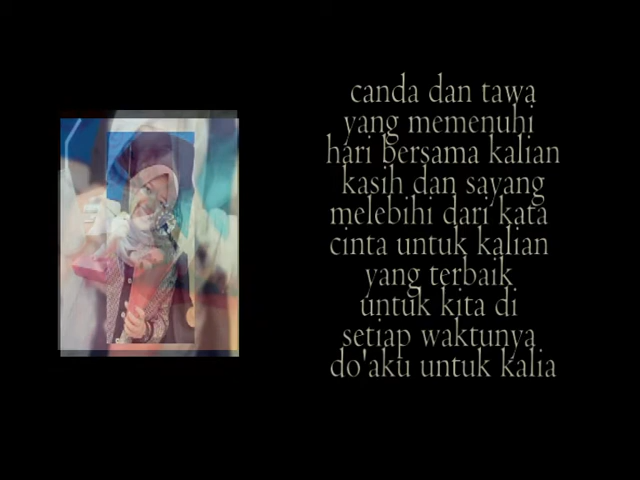 canda dan tawa
yang memenuhi
hari bersama kalian
kasih dan sayang
melebihi dari kata
cinta untuk kalian
yang terbaik
untuk kita di
setiap waktunya
do'aku untuk kalia